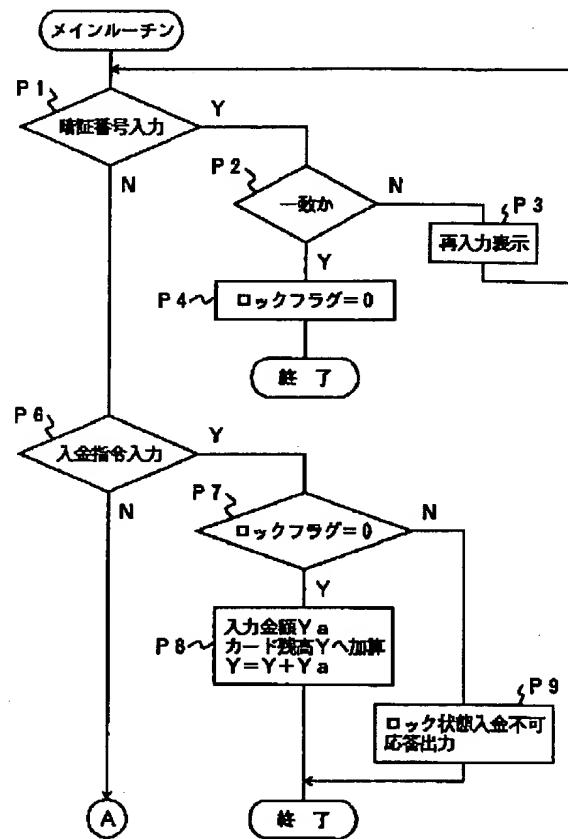 メインルーチン
P1
暗証番号入力
Y
N
P2
一致か
N
P3
再入力表示
Y
P4
ロックフラグ=0
終 了
P6
入金指令入力
Y
N
P7
ロックフラグ=0
N
Y
P8
入力金額Ya
カード残高Yへ加算
Y=Y+Ya
P9
ロック状態入金不可
応答出力
A
終 了